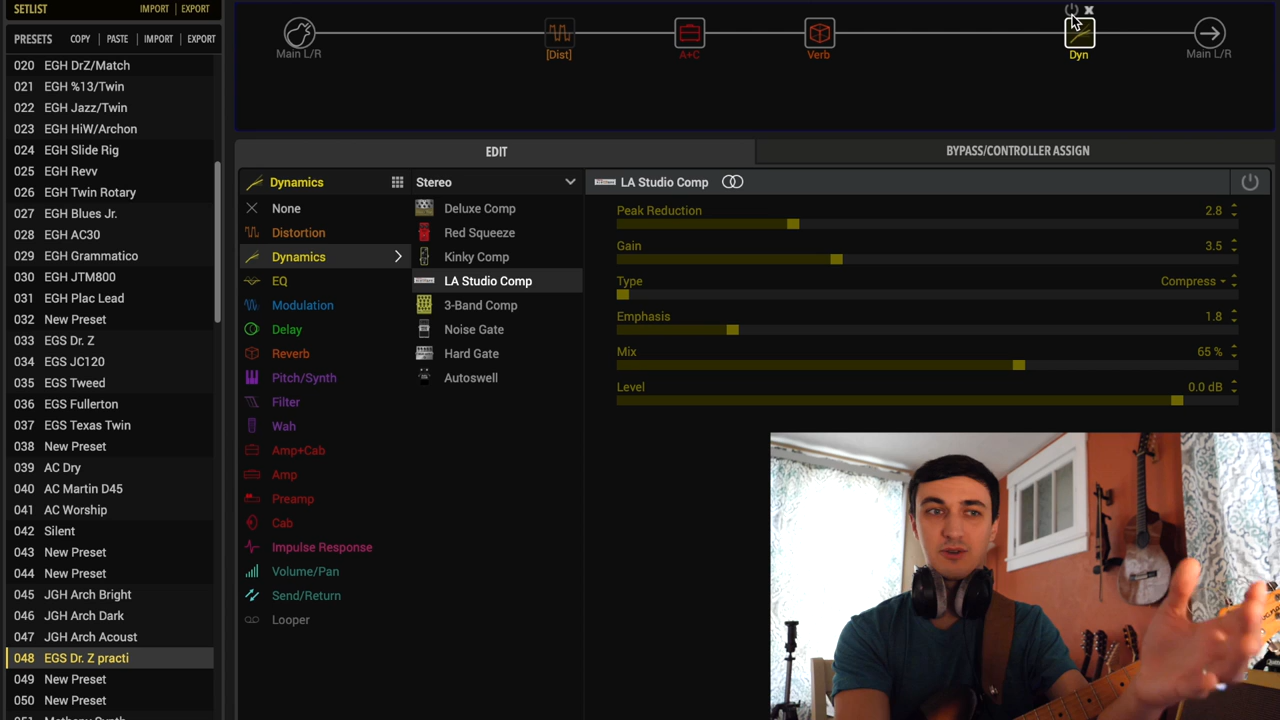 SETLIST IMPORT | EXPORT
PRESETS COPY | PASTE | IMPORT | EXPORT
020 EGH DrZ/Match
021 EGH %13/Twin
022 EGH Jazz/Twin
023 EGH HiW/Archon
024 EGH Slide Rig
025 EGH Revv
026 EGH Twin Rotary
027 EGH Blues Jr.
028 EGH AC30
029 EGH Grammatico
030 EGH JTM800
031 EGH Plac Lead
032 New Preset
033 EGS Dr. Z
034 EGS JC120
035 EGS Tweed
036 EGS Fullerton
037 EGS Texas Twin
038 New Preset
039 AC Dry
040 AC Martin D45
041 AC Worship
042 Silent
043 New Preset
044 New Preset
045 JGH Arch Bright
046 JGH Arch Dark
047 JGH Arch Acoust
048 EGS Dr. Z practi
049 New Preset
050 New Preset
Main L/R
[Dist]
A+C
Verb
Dyn
Main L/R
EDIT
BYPASS/CONTROLLER ASSIGN
Dynamics
None
Distortion
Dynamics
EQ
Modulation
Delay
Reverb
Pitch/Synth
Filter
Wah
Amp+Cab
Amp
Preamp
Cab
Impulse Response
Volume/Pan
Send/Return
Looper
Stereo
Deluxe Comp
Red Squeeze
Kinky Comp
LA Studio Comp
3-Band Comp
Noise Gate
Hard Gate
Autoswell
LA Studio Comp
Peak Reduction 2.8
Gain 3.5
Type Compress
Emphasis 1.8
Mix 65 %
Level 0.0 dB